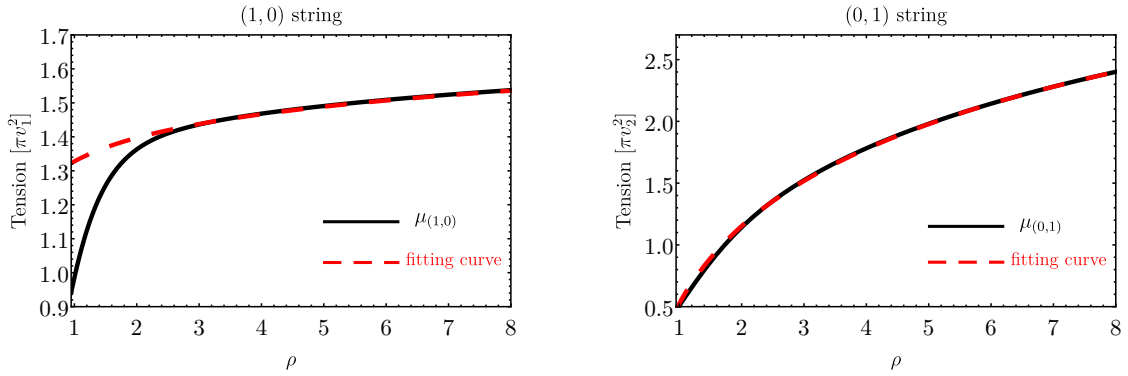 (1, 0) string
Tension [πv₁²]
1.7
1.6
1.5
1.4
1.3
1.2
1.1
1.0
0.9
1 2 3 4 5 6 7 8
ρ
μ(1,0)
fitting curve
(0, 1) string
Tension [πv₂²]
2.5
2.0
1.5
1.0
0.5
1 2 3 4 5 6 7 8
ρ
μ(0,1)
fitting curve